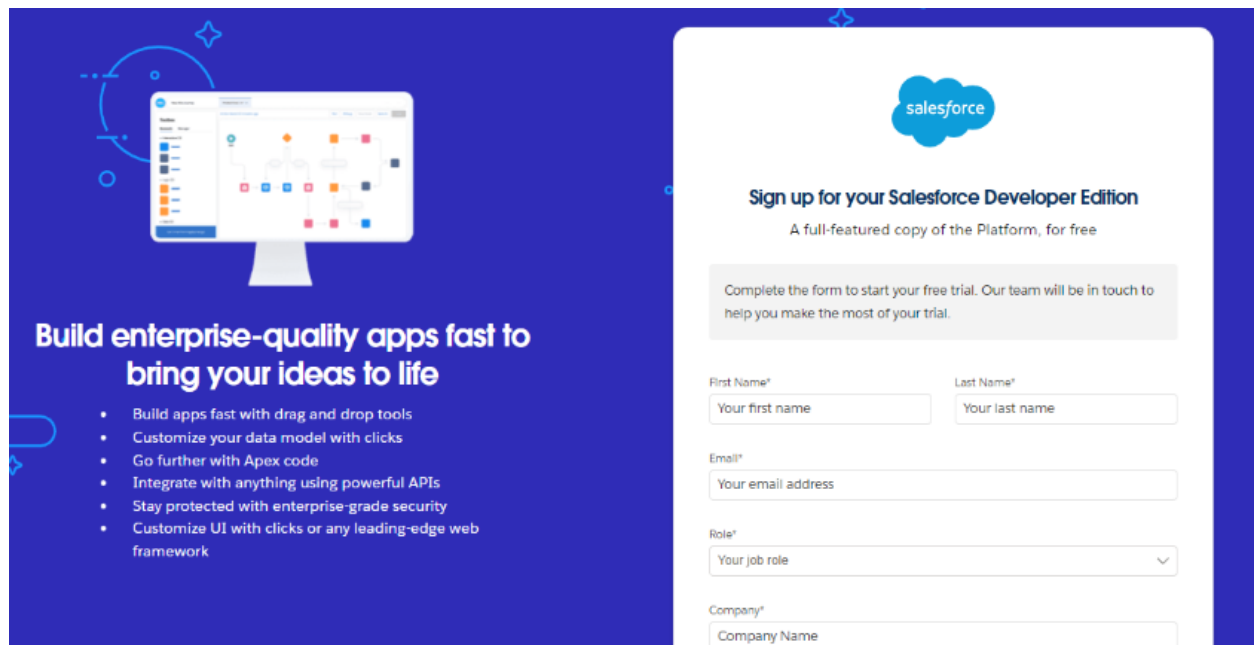 Build enterprise-quality apps fast to
bring your ideas to life
• Build apps fast with drag and drop tools
• Customize your data model with clicks
• Go further with Apex code
• Integrate with anything using powerful APIs
• Stay protected with enterprise-grade security
• Customize UI with clicks or any leading-edge web
framework
salesforce
Sign up for your Salesforce Developer Edition
A full-featured copy of the Platform, for free
Complete the form to start your free trial. Our team will be in touch to
help you make the most of your trial.
First Name* Last Name*
Your first name Your last name
Email*
Your email address
Role*
Your job role
Company*
Company Name